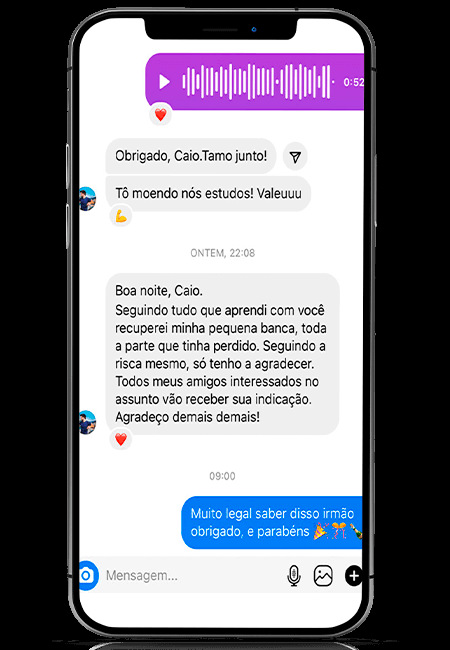 0:52
Obrigado, Caio.Tamo junto!
Tô moendo nós estudos! Valeuuu
ONTEM, 22:08
Boa noite, Caio.
Seguindo tudo que aprendi com você
recuperei minha pequena banca, toda
a parte que tinha perdido. Seguindo a
risca mesmo, só tenho a agradecer.
Todos meus amigos interessados no
assunto vão receber sua indicação.
Agradeço demais demais!
09:00
Muito legal saber disso irmão
obrigado, e parabéns
Mensagem...